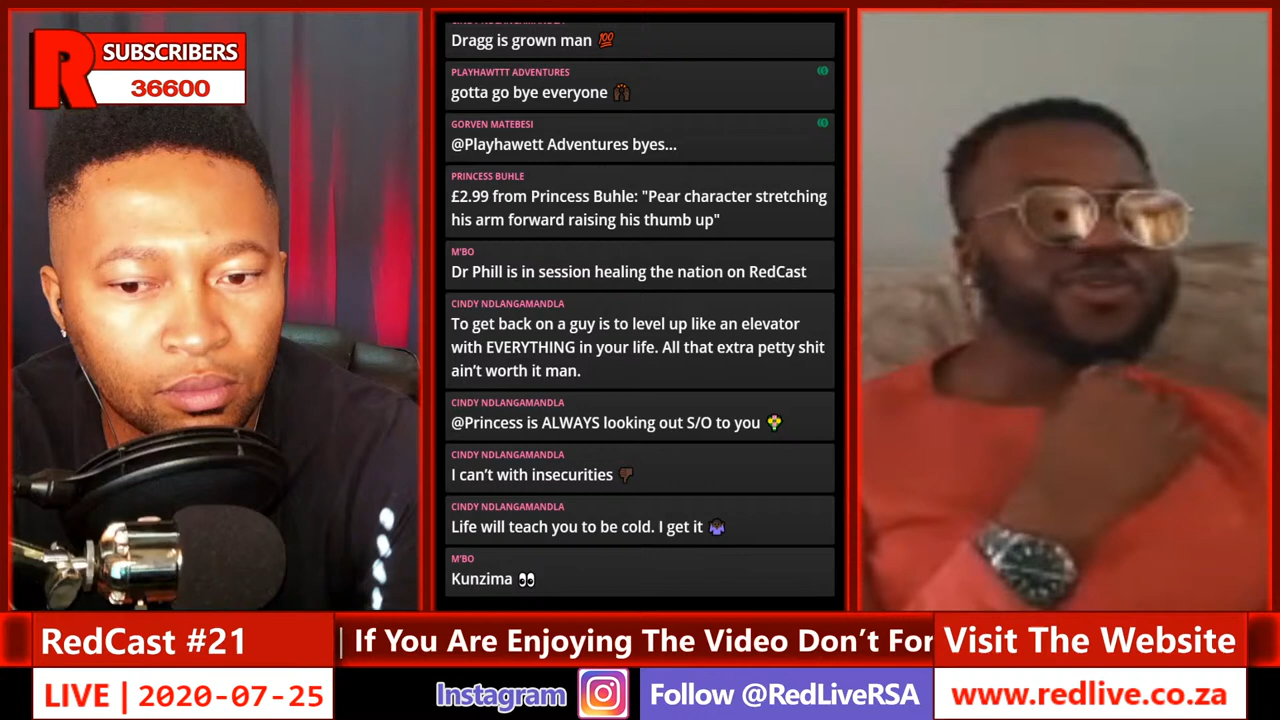 R SUBSCRIBERS
36600
CINDY NDLANGAMANDLA
Dragg is grown man 💯
PLAYHAWTTT ADVENTURES
gotta go bye everyone 🙌🏿
GORVEN MATEBESI
@Playhawett Adventures byes...
PRINCESS BUHLE
£2.99 from Princess Buhle: "Pear character stretching
his arm forward raising his thumb up"
M'BO
Dr Phill is in session healing the nation on RedCast
CINDY NDLANGAMANDLA
To get back on a guy is to level up like an elevator
with EVERYTHING in your life. All that extra petty shit
ain't worth it man.
CINDY NDLANGAMANDLA
@Princess is ALWAYS looking out S/O to you 💐
CINDY NDLANGAMANDLA
I can't with insecurities 👎🏿
CINDY NDLANGAMANDLA
Life will teach you to be cold. I get it 🤷🏿‍♀️
M'BO
Kunzima 👀
RedCast #21
| If You Are Enjoying The Video Don't For
Visit The Website
LIVE | 2020-07-25
Instagram
Follow @RedLiveRSA
www.redlive.co.za